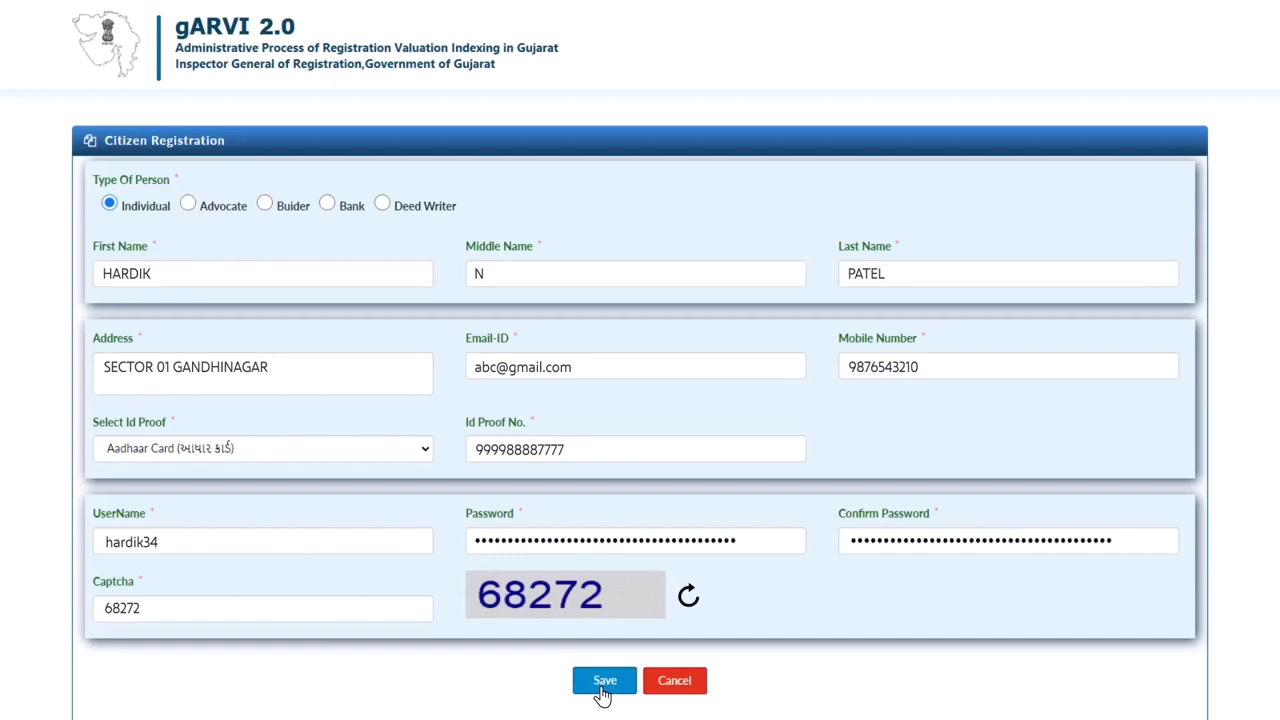 gARVI 2.0
Administrative Process of Registration Valuation Indexing in Gujarat
Inspector General of Registration,Government of Gujarat
Citizen Registration
Type Of Person *
Individual Advocate Buider Bank Deed Writer
First Name * Middle Name * Last Name *
HARDIK N PATEL
Address * Email-ID * Mobile Number *
SECTOR 01 GANDHINAGAR abc@gmail.com 9876543210
Select Id Proof * Id Proof No. *
Aadhaar Card (આધાર કાર્ડ) 999988887777
UserName * Password * Confirm Password *
hardik34
Captcha * 68272
68272
Save Cancel